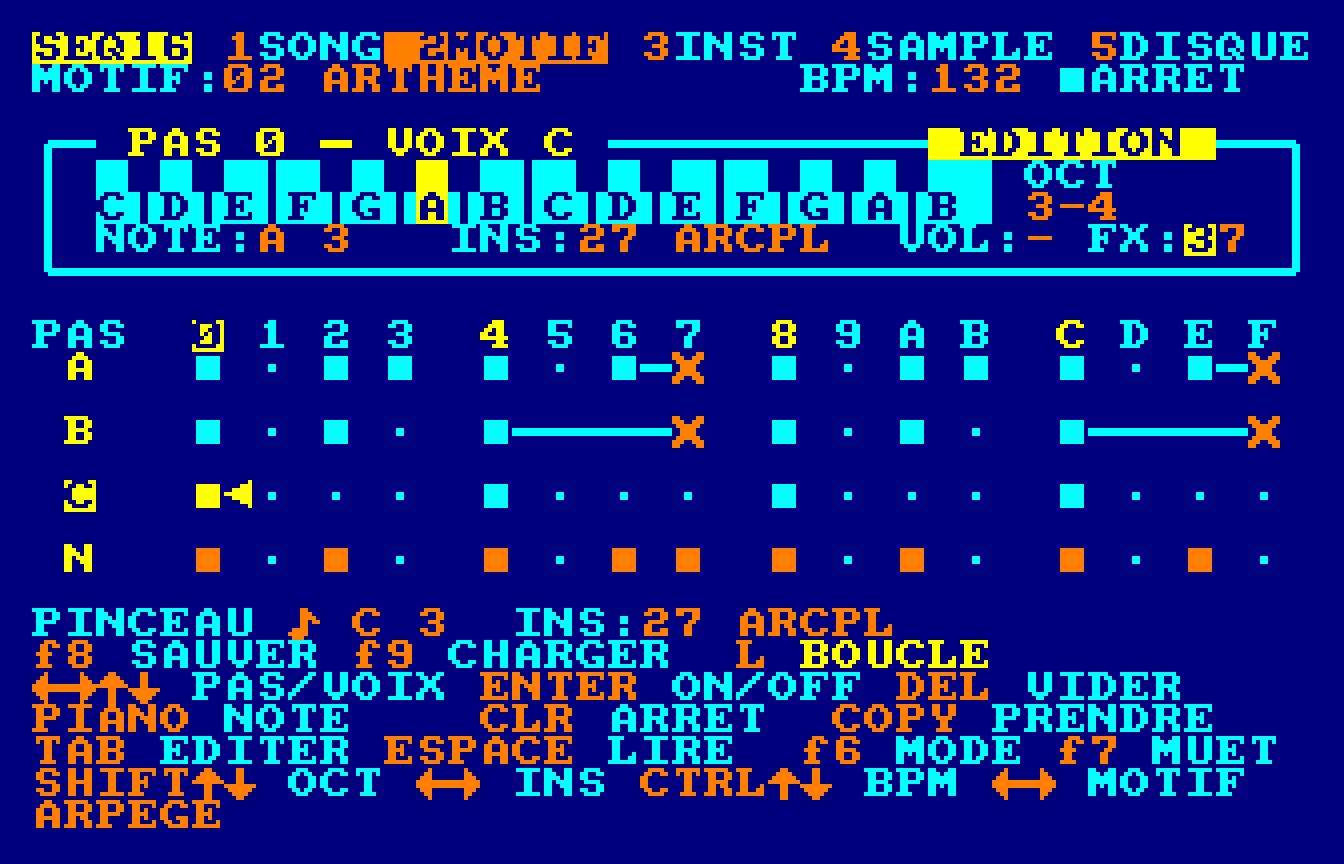 SEQ16 1SONG 2MOTIF 3INST 4SAMPLE 5DISQUE
MOTIF:02 ARTHEME BPM:132 ■ARRET
PAS 0 — VOIX C EDITION
OCT
C D E F G A B C D E F G A B 3-4
NOTE:A 3 INS:27 ARCPL VOL:- FX:37
PAS 0 1 2 3 4 5 6 7 8 9 A B C D E F
A
B
C
N
PINCEAU ♪ C 3 INS:27 ARCPL
f8 SAUVER f9 CHARGER L BOUCLE
←→↑↓ PAS/VOIX ENTER ON/OFF DEL VIDER
PIANO NOTE CLR ARRET COPY PRENDRE
TAB EDITER ESPACE LIRE f6 MODE f7 MUET
SHIFT↑↓ OCT ↔ INS CTRL↑↓ BPM ↔ MOTIF
ARPEGE